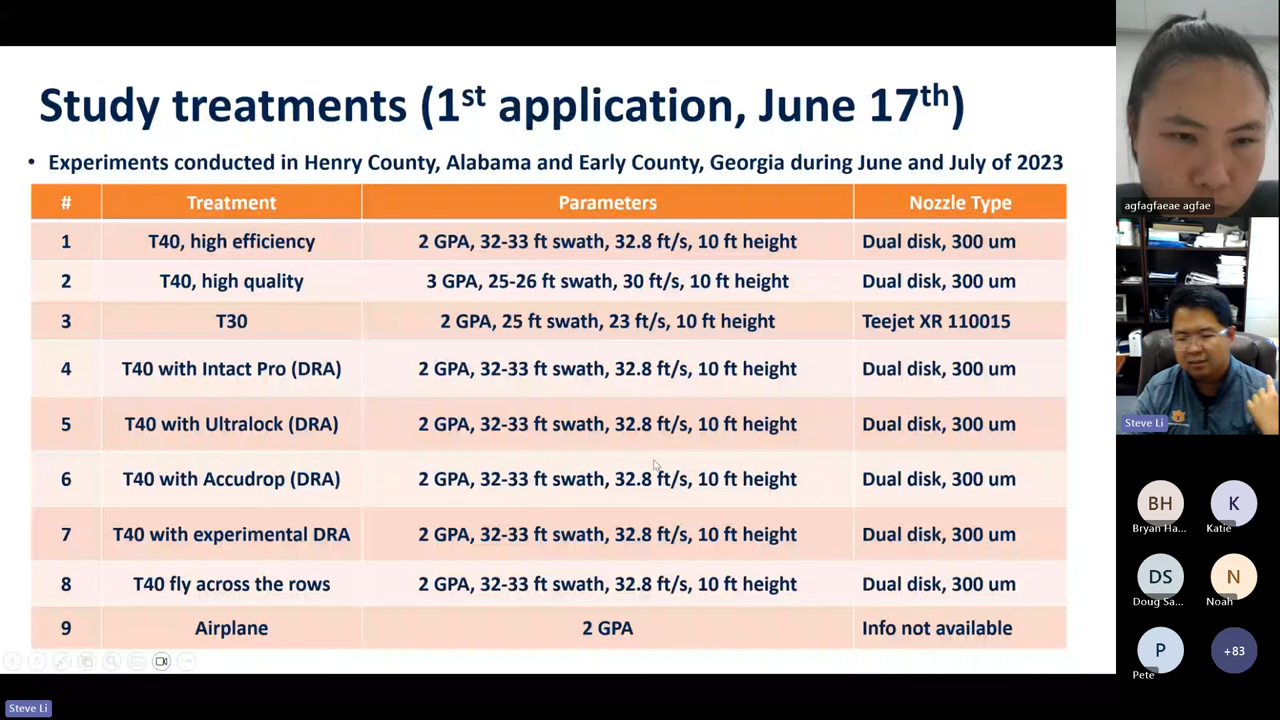 Study treatments (1st application, June 17th)
• Experiments conducted in Henry County, Alabama and Early County, Georgia during June and July of 2023
# Treatment Parameters Nozzle Type
1 T40, high efficiency 2 GPA, 32-33 ft swath, 32.8 ft/s, 10 ft height Dual disk, 300 um
2 T40, high quality 3 GPA, 25-26 ft swath, 30 ft/s, 10 ft height Dual disk, 300 um
3 T30 2 GPA, 25 ft swath, 23 ft/s, 10 ft height Teejet XR 110015
4 T40 with Intact Pro (DRA) 2 GPA, 32-33 ft swath, 32.8 ft/s, 10 ft height Dual disk, 300 um
5 T40 with Ultralock (DRA) 2 GPA, 32-33 ft swath, 32.8 ft/s, 10 ft height Dual disk, 300 um
6 T40 with Accudrop (DRA) 2 GPA, 32-33 ft swath, 32.8 ft/s, 10 ft height Dual disk, 300 um
7 T40 with experimental DRA 2 GPA, 32-33 ft swath, 32.8 ft/s, 10 ft height Dual disk, 300 um
8 T40 fly across the rows 2 GPA, 32-33 ft swath, 32.8 ft/s, 10 ft height Dual disk, 300 um
9 Airplane 2 GPA Info not available
Steve Li
agfagfaeae agfae
Steve Li
BH K
Bryan Ha... Katie
DS N
Doug Sa... Noah
P +83
Pete